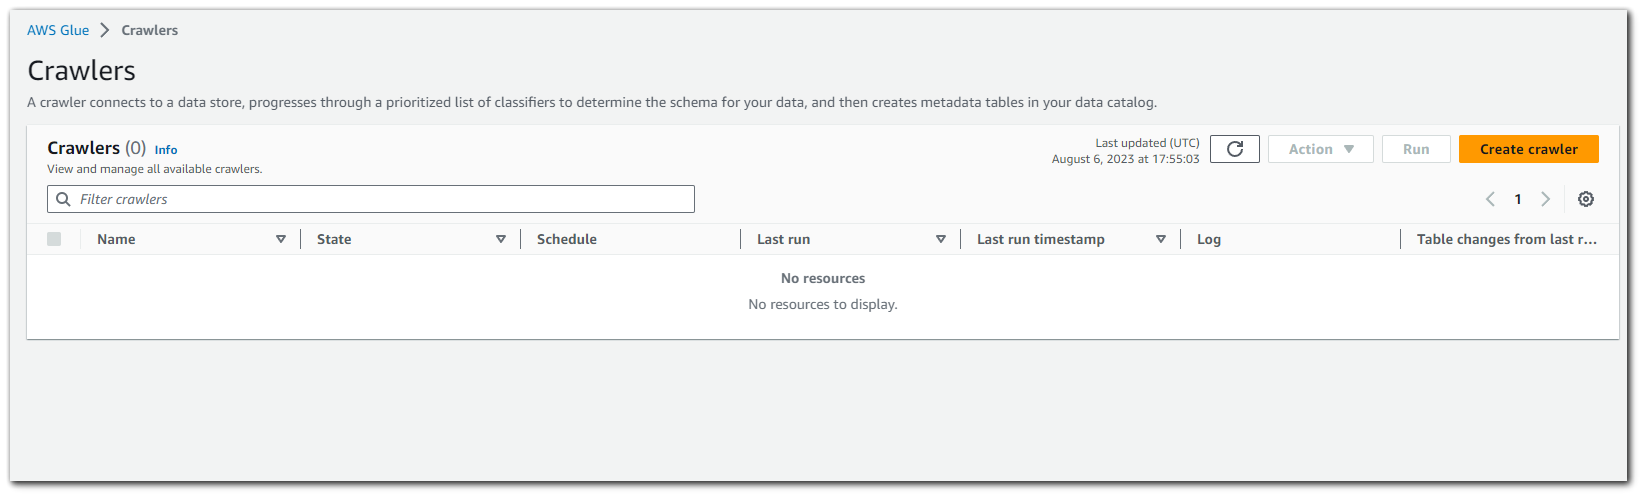 AWS Glue > Crawlers
Crawlers
A crawler connects to a data store, progresses through a prioritized list of classifiers to determine the schema for your data, and then creates metadata tables in your data catalog.
Crawlers (0) Info
View and manage all available crawlers.
Last updated (UTC)
August 6, 2023 at 17:55:03
Action
Run
Create crawler
Filter crawlers
1
Name State Schedule Last run Last run timestamp Log Table changes from last r...
No resources
No resources to display.